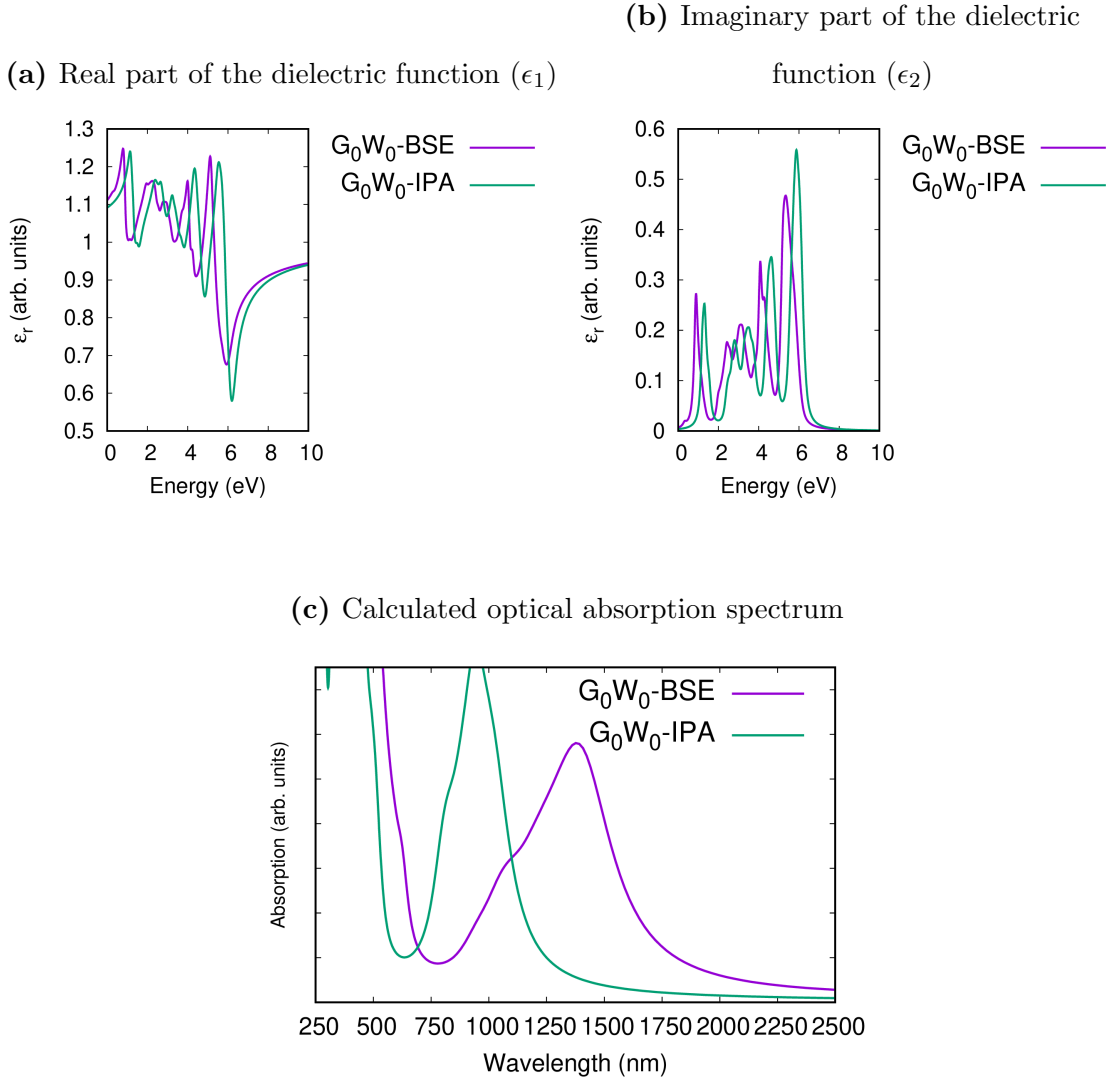 (a) Real part of the dielectric function (ϵ₁)
1.3
1.2
1.1
1
0.9
0.8
0.7
0.6
0.5
0 2 4 6 8 10
εᵣ (arb. units)
Energy (eV)
G₀W₀-BSE
G₀W₀-IPA
(b) Imaginary part of the dielectric
function (ϵ₂)
0.6
0.5
0.4
0.3
0.2
0.1
0
0 2 4 6 8 10
εᵣ (arb. units)
Energy (eV)
G₀W₀-BSE
G₀W₀-IPA
(c) Calculated optical absorption spectrum
G₀W₀-BSE
G₀W₀-IPA
Absorption (arb. units)
250 500 750 1000 1250 1500 1750 2000 2250 2500
Wavelength (nm)